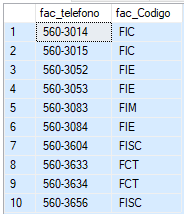 fac_telefono fac_Codigo
1 560-3014 FIC
2 560-3015 FIC
3 560-3052 FIE
4 560-3053 FIE
5 560-3083 FIM
6 560-3084 FIE
7 560-3604 FISC
8 560-3633 FCT
9 560-3634 FCT
10 560-3656 FISC